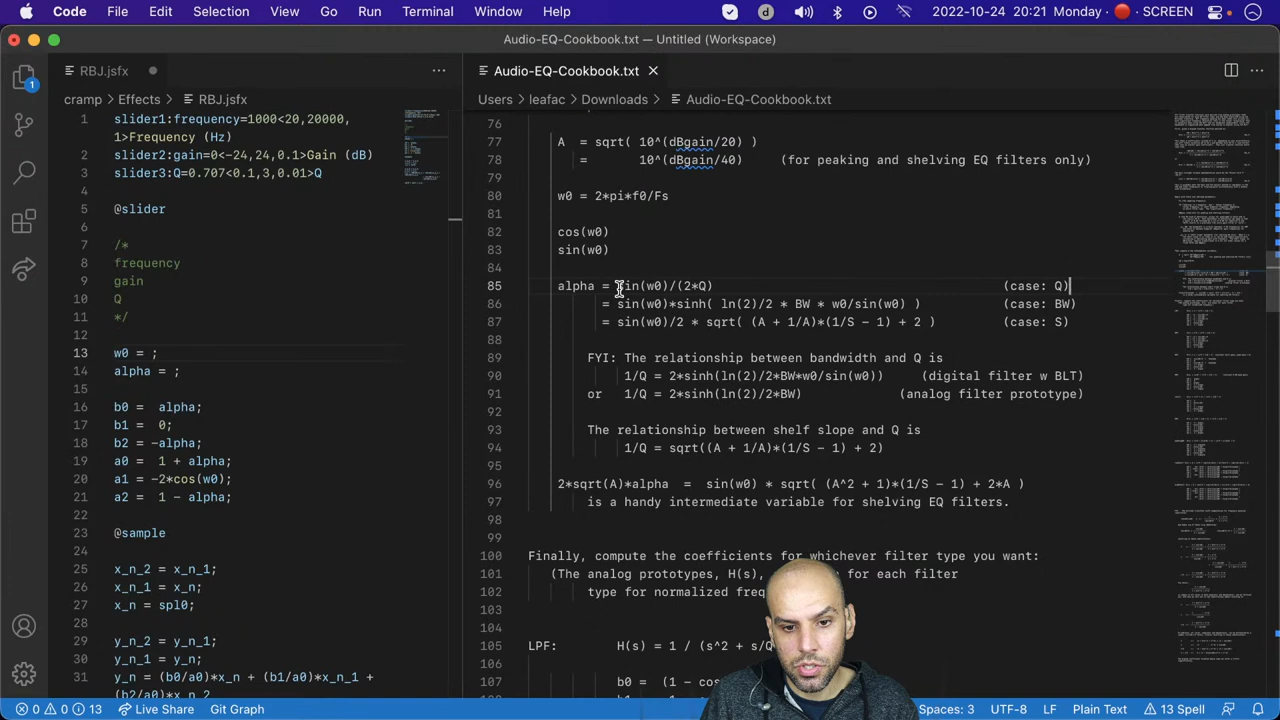 Code File Edit Selection View Go Run Terminal Window Help 2022-10-24 20:21 Monday SCREEN
Audio-EQ-Cookbook.txt — Untitled (Workspace)
RBJ.jsfx
cramp > Effects > RBJ.jsfx
1 slider1:frequency=1000<20,20000,
1>Frequency (Hz)
2 slider2:gain=0<-24,24,0.1>Gain (dB)
3 slider3:Q=0.707<0.1,3,0.01>Q
4
5 @slider
6
7 /*
8 frequency
9 gain
10 Q
11 */
12
13 w0 = ;
14 alpha = ;
15
16 b0 =  alpha;
17 b1 =  0;
18 b2 = -alpha;
19 a0 =  1 + alpha;
20 a1 = -2*cos(w0);
21 a2 =  1 - alpha;
22
23 @sample
24
25 x_n_2 = x_n_1;
26 x_n_1 = x_n;
27 x_n = spl0;
28
29 y_n_2 = y_n_1;
30 y_n_1 = y_n;
31 y_n = (b0/a0)*x_n + (b1/a0)*x_n_1 +
(b2/a0)*x_n_2
Audio-EQ-Cookbook.txt
Users > leafac > Downloads > Audio-EQ-Cookbook.txt
76
77 A  = sqrt( 10^(dBgain/20) )
78 =       10^(dBgain/40)     (for peaking and shelving EQ filters only)
79
80 w0 = 2*pi*f0/Fs
81
82 cos(w0)
83 sin(w0)
84
85 alpha = sin(w0)/(2*Q) (case: Q)
86 = sin(w0)*sinh( ln(2)/2 * BW * w0/sin(w0) ) (case: BW)
87 = sin(w0)/2 * sqrt( (A + 1/A)*(1/S - 1) + 2 ) (case: S)
88
89 FYI: The relationship between bandwidth and Q is
90 1/Q = 2*sinh(ln(2)/2*BW*w0/sin(w0))     (digital filter w BLT)
91 or   1/Q = 2*sinh(ln(2)/2*BW)             (analog filter prototype)
92
93 The relationship between shelf slope and Q is
94 1/Q = sqrt((A + 1/A)*(1/S - 1) + 2)
95
96 2*sqrt(A)*alpha  =  sin(w0) * sqrt( (A^2 + 1)*(1/S - 1) + 2*A )
97 is a handy intermediate variable for shelving EQ filters.
98
99
100 Finally, compute the coefficients for whichever filter type you want:
101 (The analog prototypes, H(s), for each filter
102 type for normalized
103
104
105 LPF:        H(s) = 1 / (s^2 +
106
107 b0 =  (1 -
108
0 0 13 Live Share Git Graph Spaces: 3 UTF-8 LF Plain Text 13 Spell